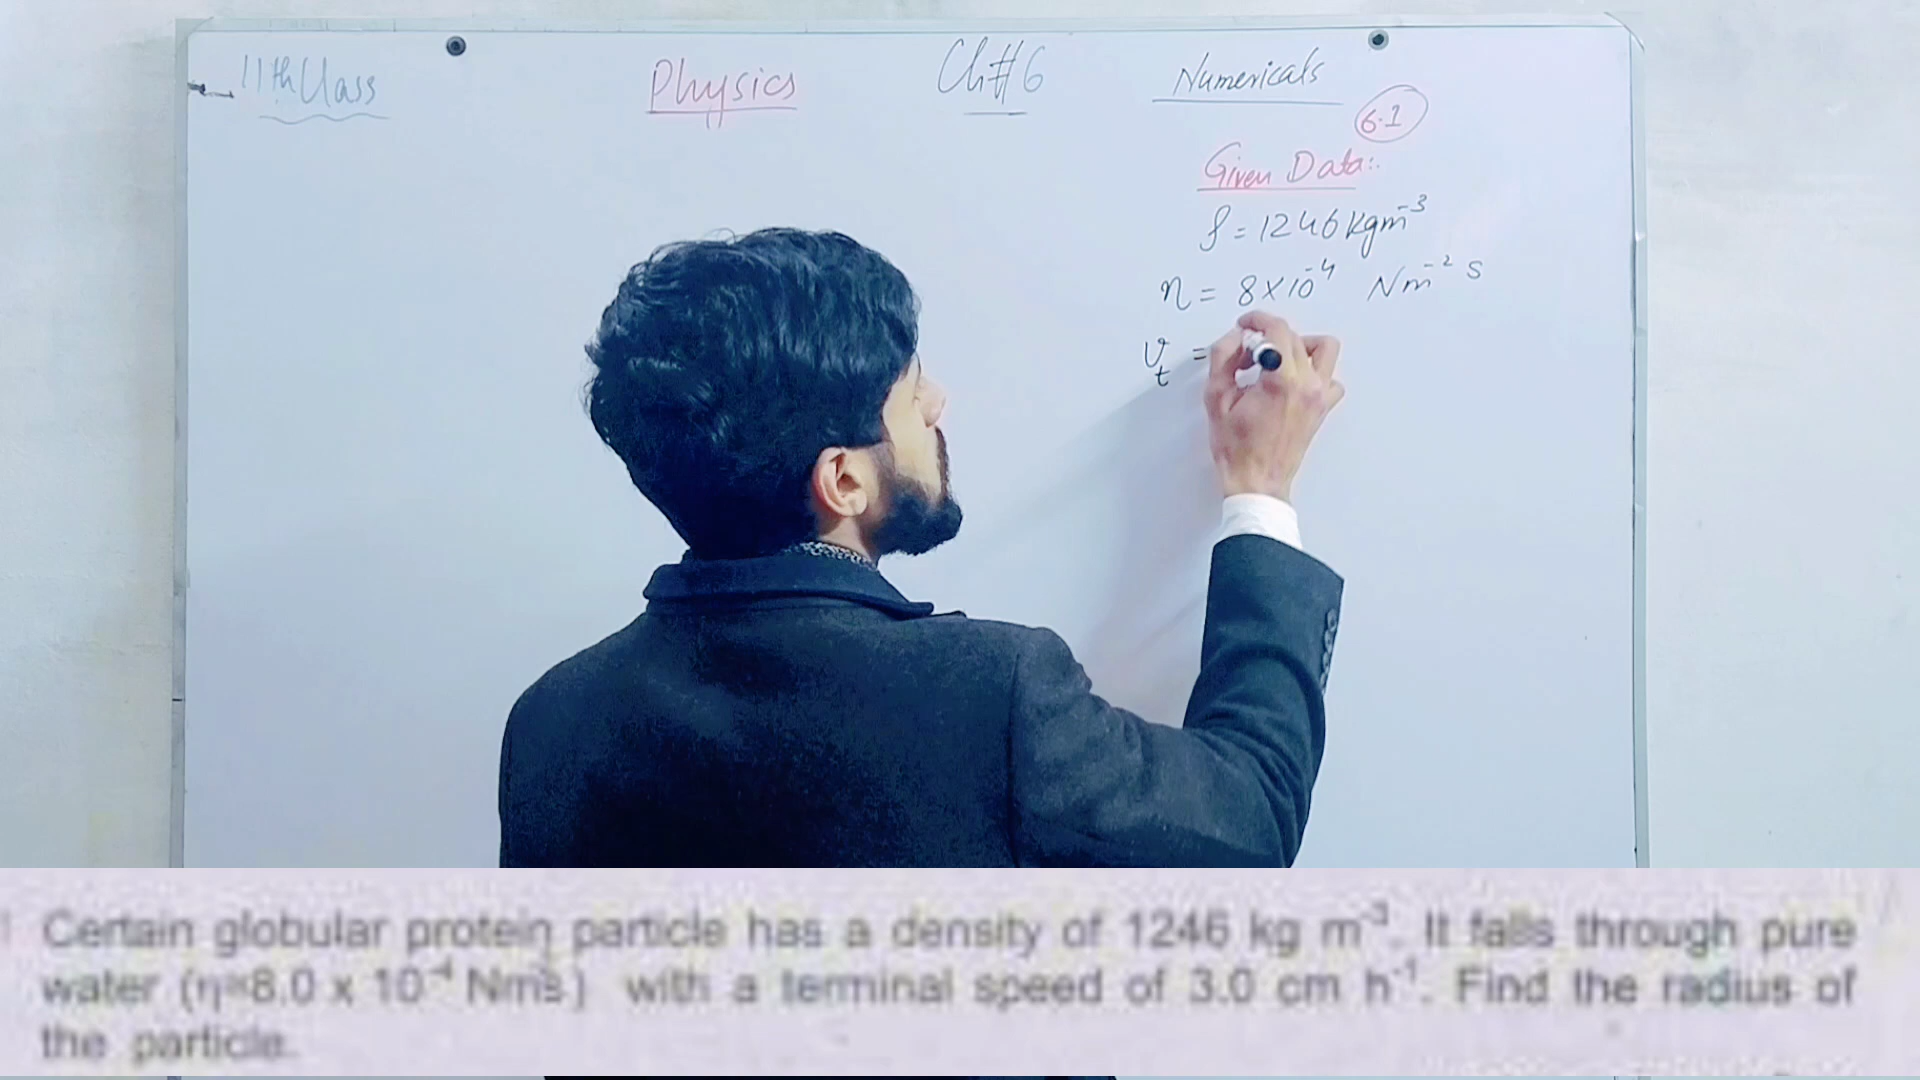 11th Class Physics Ch#6 Numericals
6.1
Given Data:.
ρ = 1246 kgm⁻³
η = 8×10⁻⁴ Nm⁻² s
v_t =
Certain globular protein particle has a density of 1246 kg m⁻³. It falls through pure
water (η=8.0 x 10⁻⁴ Nm⁻²s) with a terminal speed of 3.0 cm h⁻¹. Find the radius of
the particle.